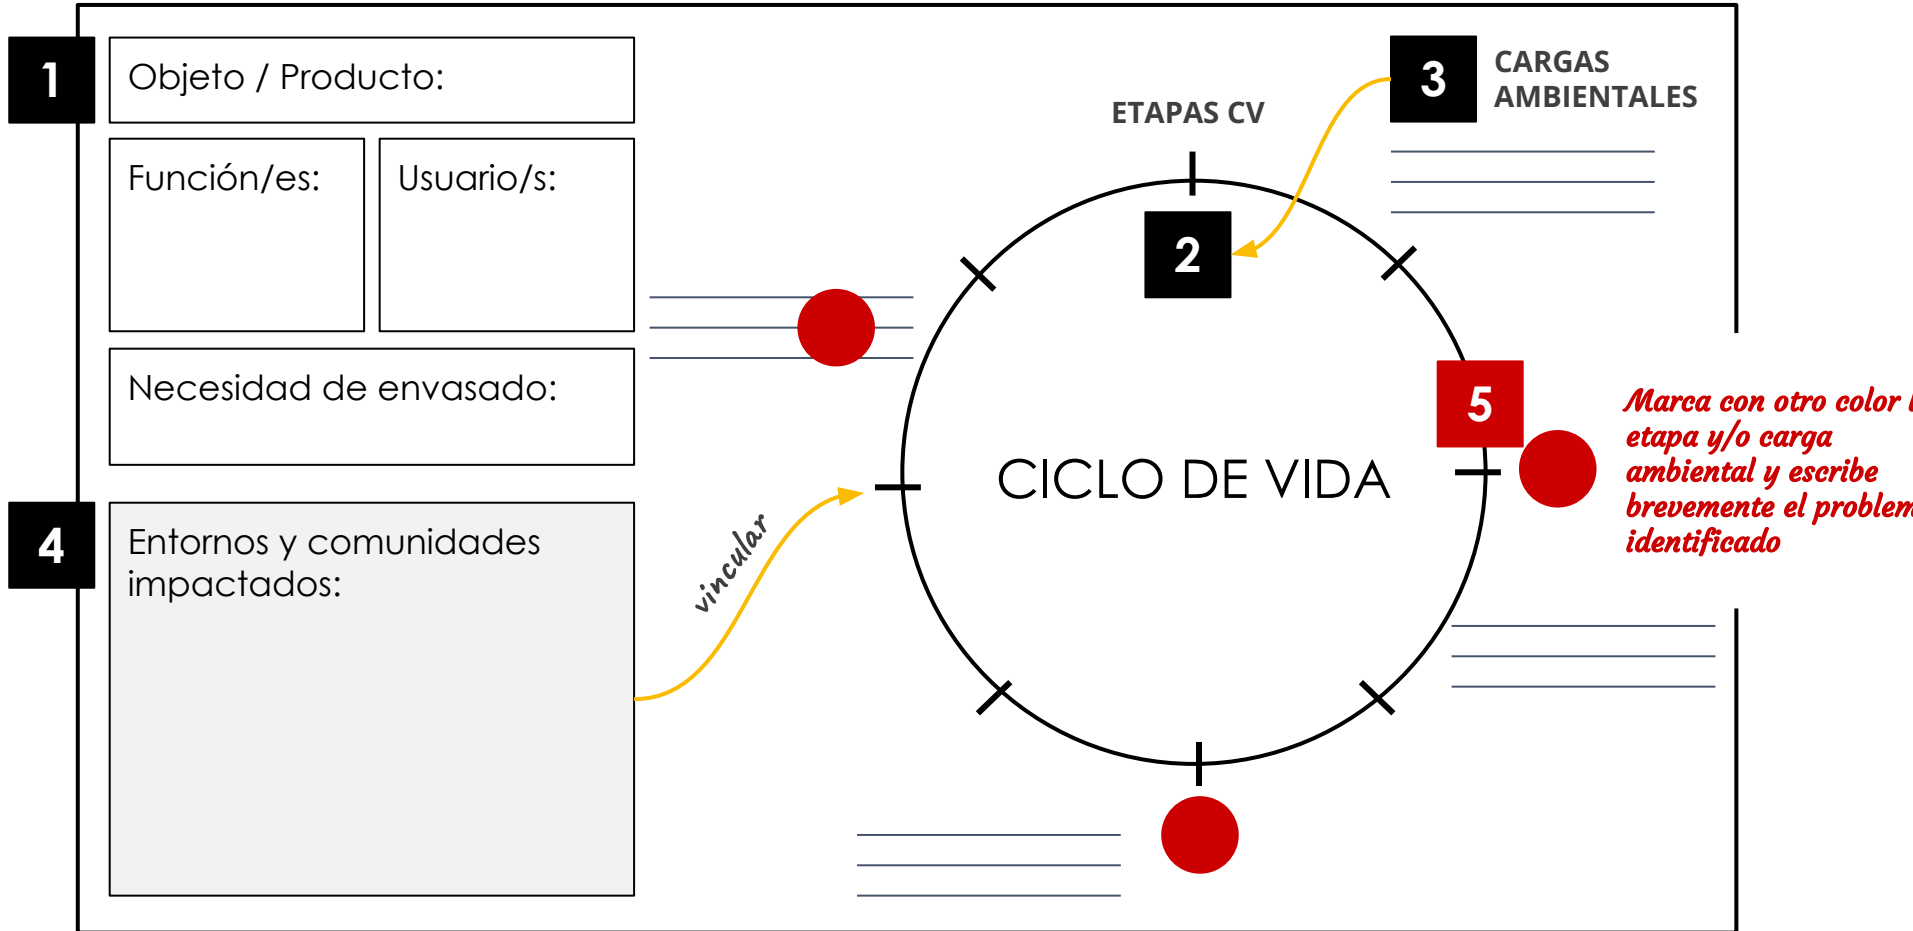 1
Objeto / Producto:
Función/es:
Usuario/s:
Necesidad de envasado:
4
Entornos y comunidades
impactados:
vincular
ETAPAS CV
2
3
CARGAS
AMBIENTALES
CICLO DE VIDA
5
Marca con otro color
etapa y/o carga
ambiental y escribe
brevemente el problem
identificado